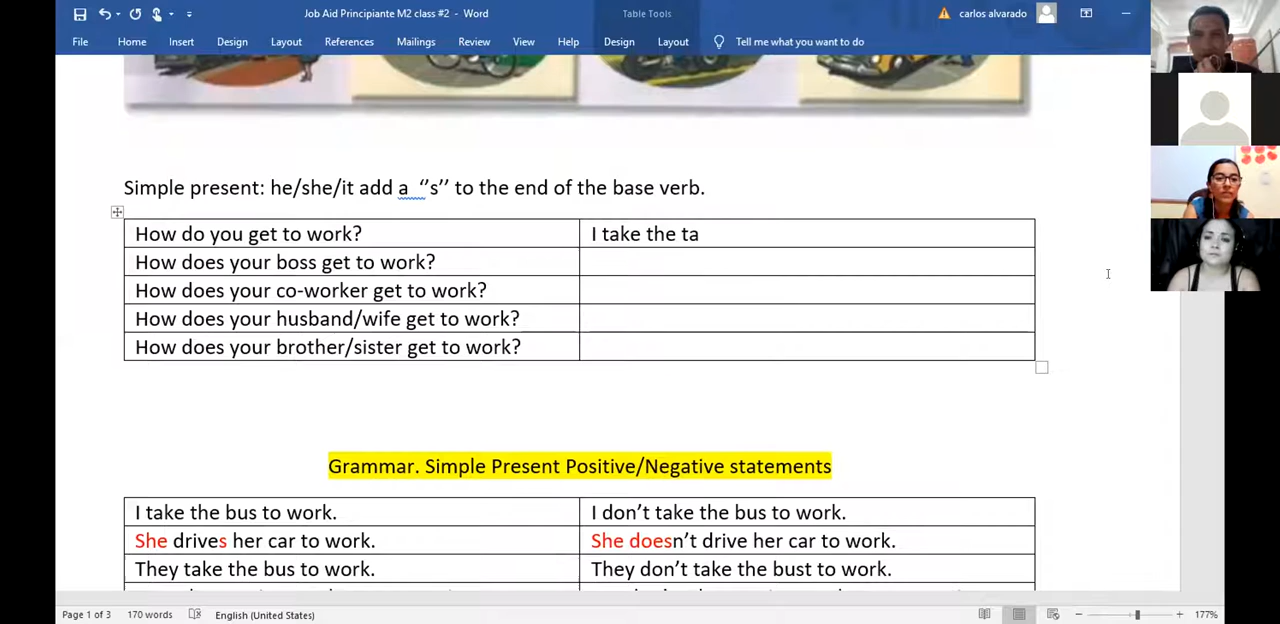 Job Aid Principiante M2 class #2 - Word
Table Tools
carlos alvarado
File Home Insert Design Layout References Mailings Review View Help Design Layout Tell me what you want to do
Simple present: he/she/it add a ‘’s’’ to the end of the base verb.
How do you get to work? I take the ta
How does your boss get to work?
How does your co-worker get to work?
How does your husband/wife get to work?
How does your brother/sister get to work?
Grammar. Simple Present Positive/Negative statements
I take the bus to work. I don’t take the bus to work.
She drives her car to work. She doesn’t drive her car to work.
They take the bus to work. They don’t take the bust to work.
Page 1 of 3 170 words English (United States) 177%